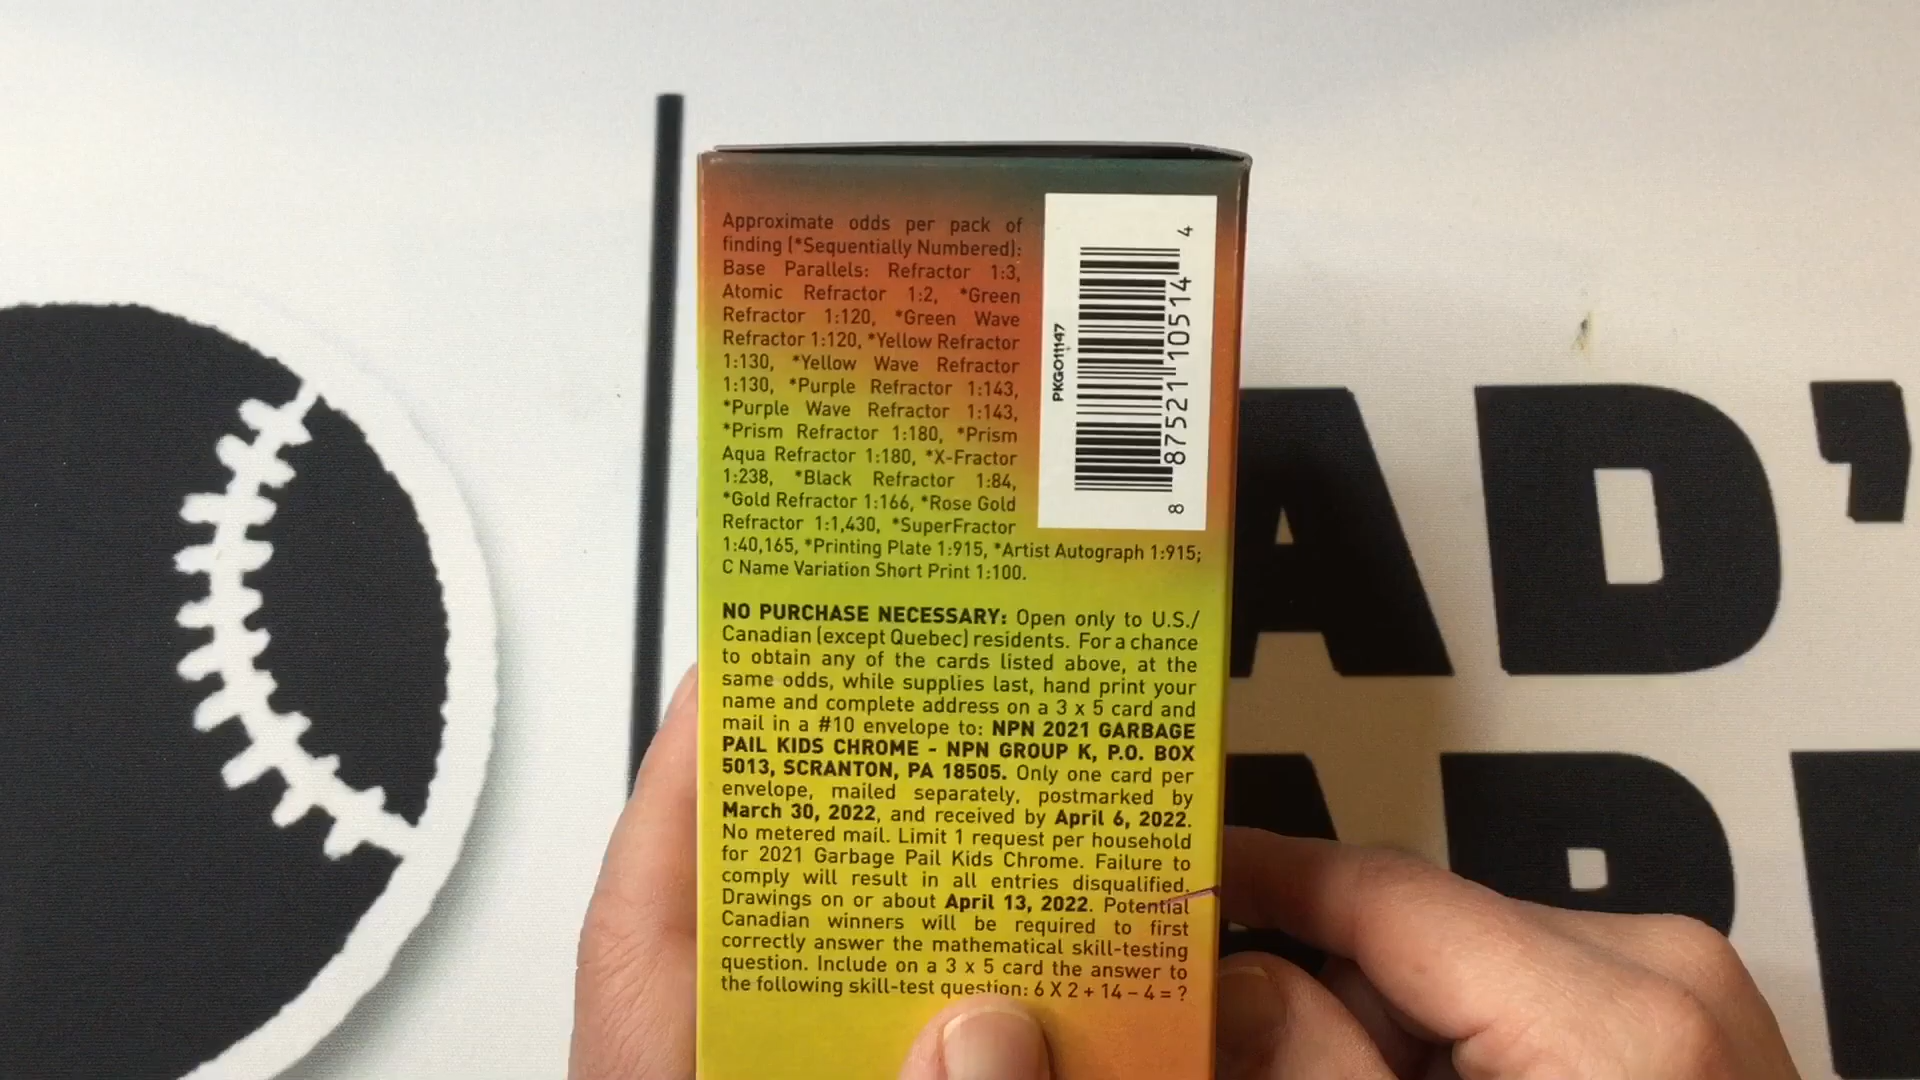 Approximate odds per pack of
finding (*Sequentially Numbered):
Base Parallels: Refractor 1:3,
Atomic Refractor 1:2, *Green
Refractor 1:120, *Green Wave
Refractor 1:120, *Yellow Refractor
1:130, *Yellow Wave Refractor
1:130, *Purple Refractor 1:143,
*Purple Wave Refractor 1:143,
*Prism Refractor 1:180, *Prism
Aqua Refractor 1:180, *X-Fractor
1:238, *Black Refractor 1:84,
*Gold Refractor 1:166, *Rose Gold
Refractor 1:1,430, *SuperFractor
1:40,165, *Printing Plate 1:915, *Artist Autograph 1:915;
C Name Variation Short Print 1:100.
PKGO11147
8 87521 10514 4
NO PURCHASE NECESSARY: Open only to U.S./
Canadian (except Quebec) residents. For a chance
to obtain any of the cards listed above, at the
same odds, while supplies last, hand print your
name and complete address on a 3 x 5 card and
mail in a #10 envelope to: NPN 2021 GARBAGE
PAIL KIDS CHROME - NPN GROUP K, P.O. BOX
5013, SCRANTON, PA 18505. Only one card per
envelope, mailed separately, postmarked by
March 30, 2022, and received by April 6, 2022.
No metered mail. Limit 1 request per household
for 2021 Garbage Pail Kids Chrome. Failure to
comply will result in all entries disqualified.
Drawings on or about April 13, 2022. Potential
Canadian winners will be required to first
correctly answer the mathematical skill-testing
question. Include on a 3 x 5 card the answer to
the following skill-test question: 6 X 2 + 14 – 4 = ?
AD'